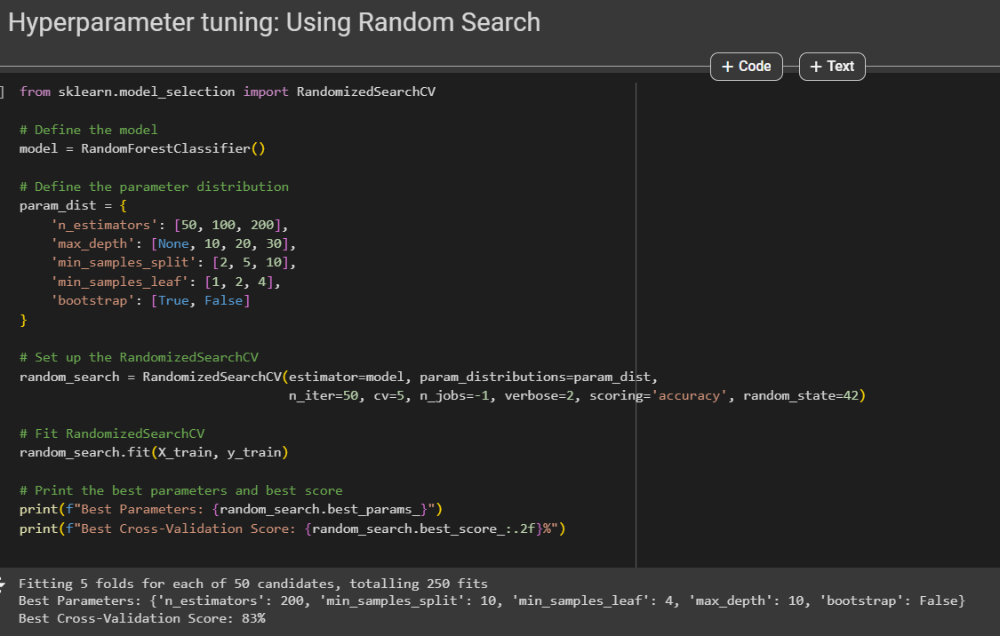 Hyperparameter tuning: Using Random Search
+ Code + Text
from sklearn.model_selection import RandomizedSearchCV
# Define the model
model = RandomForestClassifier()
# Define the parameter distribution
param_dist = {
    'n_estimators': [50, 100, 200],
    'max_depth': [None, 10, 20, 30],
    'min_samples_split': [2, 5, 10],
    'min_samples_leaf': [1, 2, 4],
    'bootstrap': [True, False]
}
# Set up the RandomizedSearchCV
random_search = RandomizedSearchCV(estimator=model, param_distributions=param_dist,
                                   n_iter=50, cv=5, n_jobs=-1, verbose=2, scoring='accuracy', random_state=42)
# Fit RandomizedSearchCV
random_search.fit(X_train, y_train)
# Print the best parameters and best score
print(f"Best Parameters: {random_search.best_params_}")
print(f"Best Cross-Validation Score: {random_search.best_score_:.2f}%")
Fitting 5 folds for each of 50 candidates, totalling 250 fits
Best Parameters: {'n_estimators': 200, 'min_samples_split': 10, 'min_samples_leaf': 4, 'max_depth': 10, 'bootstrap': False}
Best Cross-Validation Score: 83%